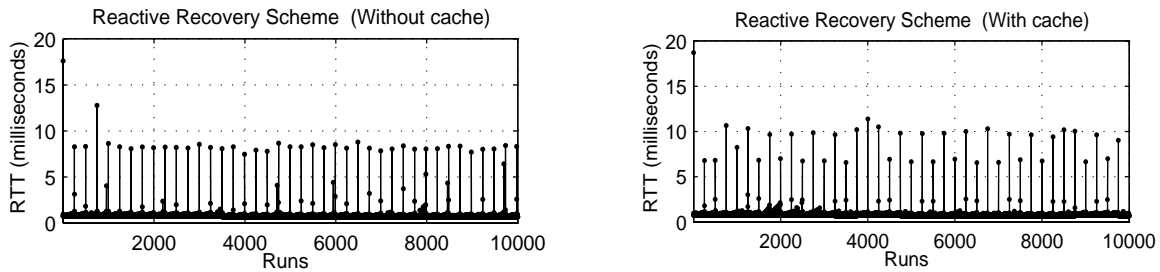 Reactive Recovery Scheme (Without cache)
20
15
10
5
0
RTT (milliseconds)
2000 4000 6000 8000 10000
Runs
Reactive Recovery Scheme (With cache)
20
15
10
5
0
RTT (milliseconds)
2000 4000 6000 8000 10000
Runs